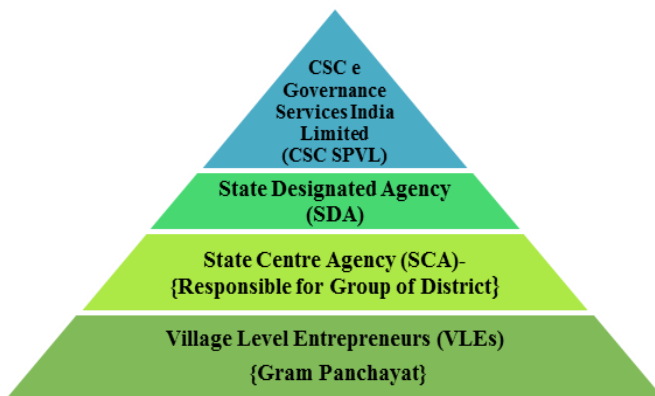 CSC e
Governance
Services India
Limited
(CSC SPVL)
State Designated Agency
(SDA)
State Centre Agency (SCA)-
{Responsible for Group of District}
Village Level Entrepreneurs (VLEs)
{Gram Panchayat}